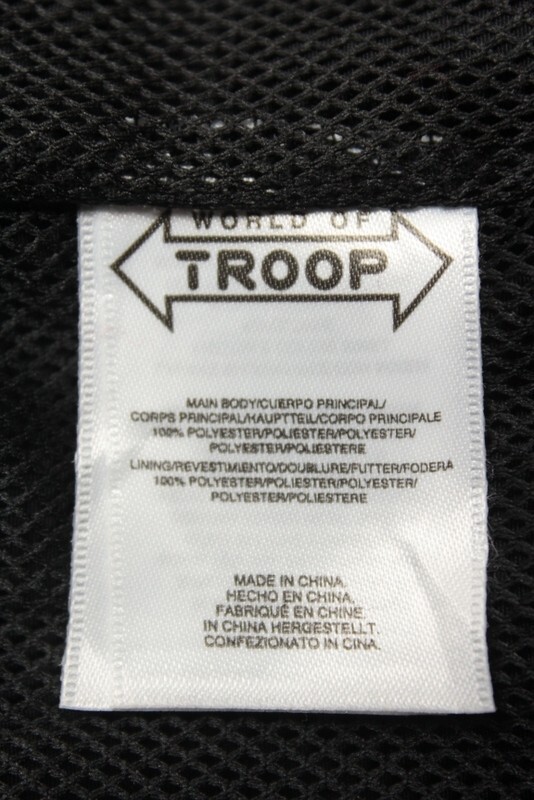 WORLD OF
TROOP
MAIN BODY/CUERPO PRINCIPAL/
CORPS PRINCIPAL/HAUPTTEIL/CORPO PRINCIPALE
100% POLYESTER/POLIESTER/POLYESTER/
POLYESTER/POLIESTERE
LINING/REVESTIMIENTO/DOUBLURE/FUTTER/FODERA
100% POLYESTER/POLIESTER/POLYESTER/
POLYESTER/POLIESTERE
MADE IN CHINA.
HECHO EN CHINA.
FABRIQUÉ EN CHINE.
IN CHINA HERGESTELLT.
CONFEZIONATO IN CINA.